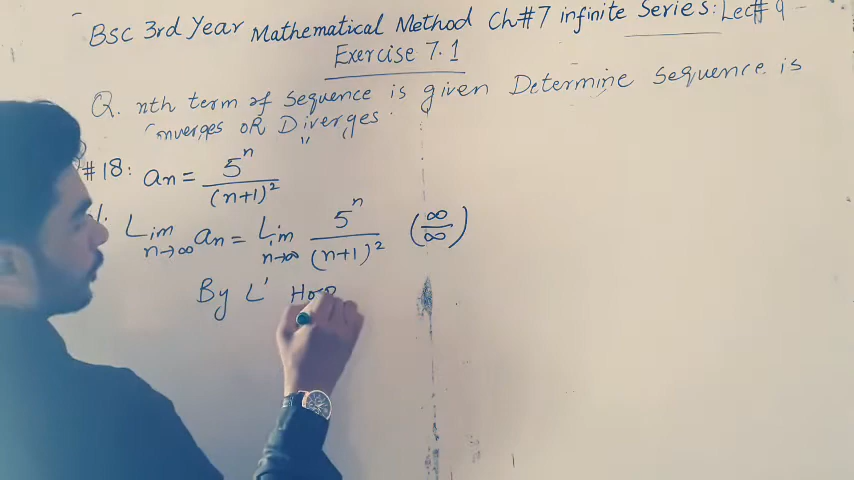 Bsc 3rd Year Mathematical Method Ch#7 infinite Series: Lec# 9
Exercise 7.1
Q. nth term of sequence is given Determine sequence is
Converges OR Diverges
#18: an = 5^n/(n+1)^2
Lim n→∞ an = Lim n→∞ 5^n/(n+1)^2 (∞/∞)
By L'